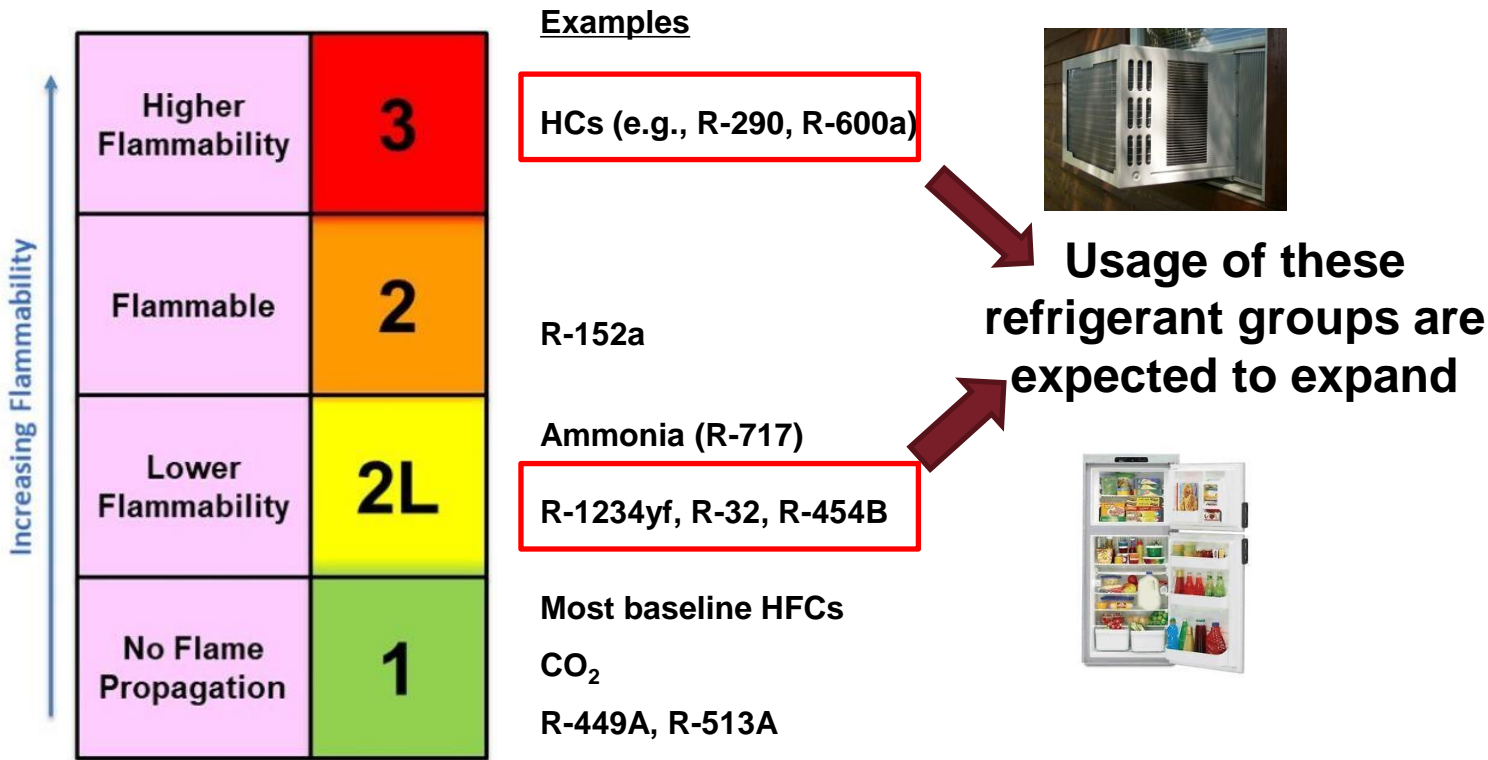 Examples
Increasing Flammability
Higher
Flammability
3
HCs (e.g., R-290, R-600a)
Flammable
2
R-152a
Lower
Flammability
2L
Ammonia (R-717)
R-1234yf, R-32, R-454B
No Flame
Propagation
1
Most baseline HFCs
CO₂
R-449A, R-513A
Usage of these
refrigerant groups are
expected to expand